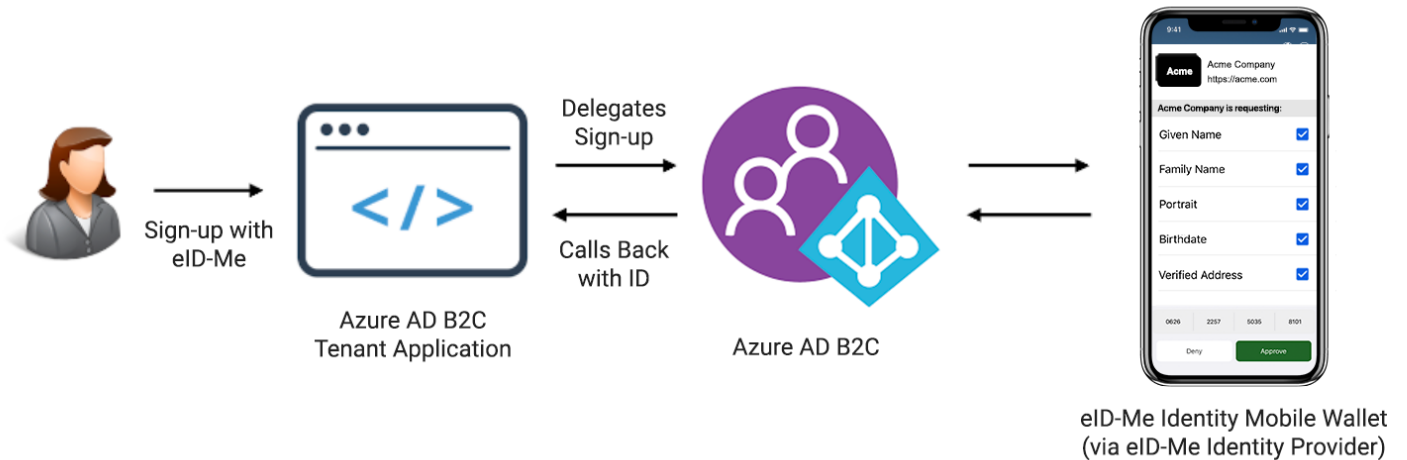 Sign-up with
eID-Me
Azure AD B2C
Tenant Application
Delegates
Sign-up
Calls Back
with ID
Azure AD B2C
9:41
Acme
Acme Company
https://acme.com
Acme Company is requesting:
Given Name
Family Name
Portrait
Birthdate
Verified Address
0626 2257 5035 8101
Deny Approve
eID-Me Identity Mobile Wallet
(via eID-Me Identity Provider)